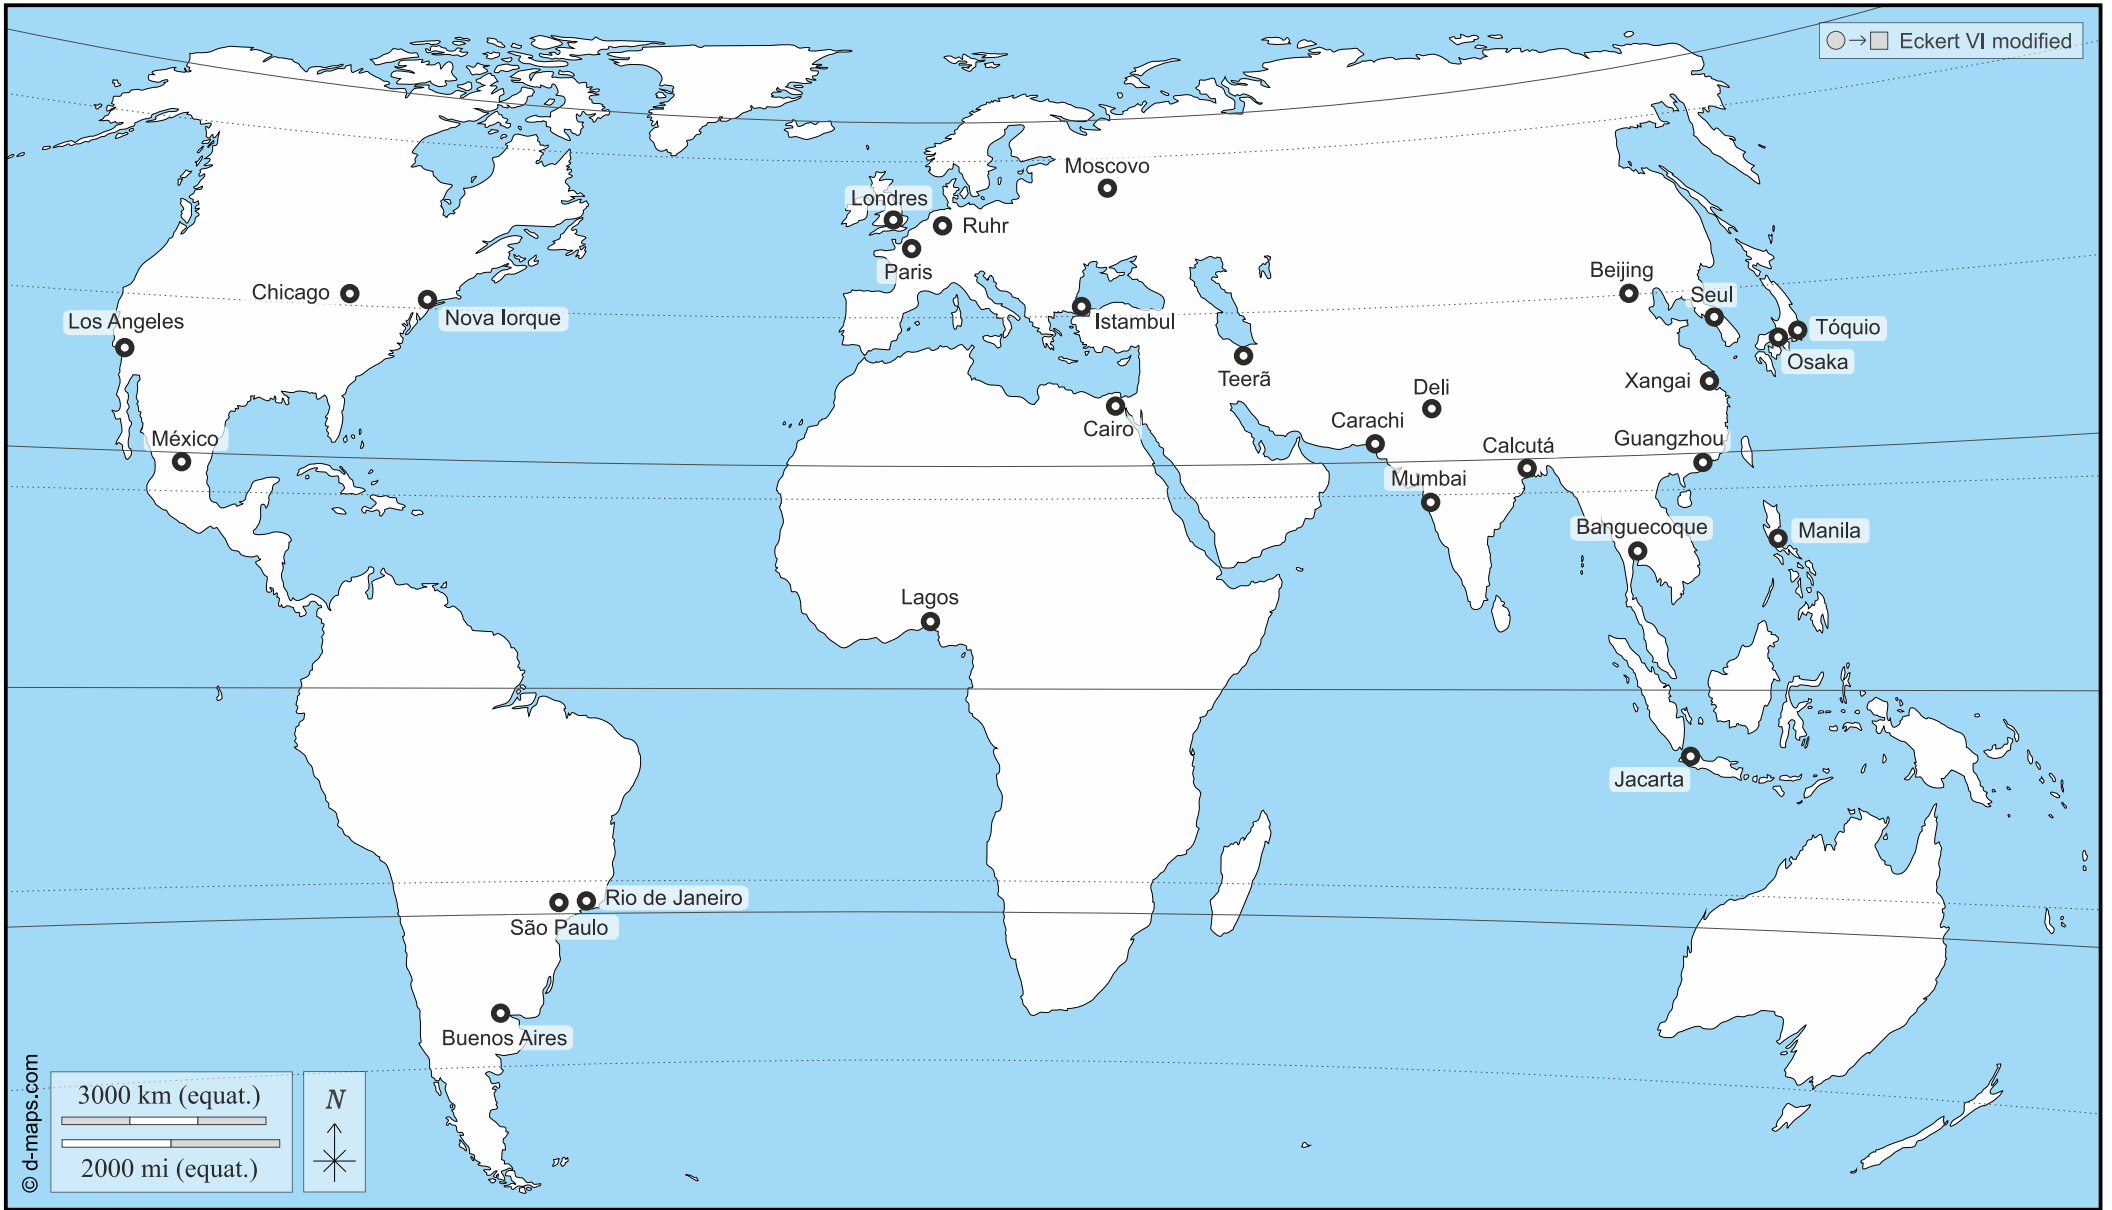 Eckert VI modified
Moscovo
Londres
Ruhr
Paris
Beijing
Chicago
Seul
Nova Iorque
Los Angeles
Istambul
Tóquio
Osaka
Teerã
Xangai
Deli
Carachi
Cairo
México
Calcutá
Guangzhou
Mumbai
Banguecoque
Manila
Lagos
Jacarta
Rio de Janeiro
São Paulo
Buenos Aires
3000 km (equat.)
2000 mi (equat.)
N
© d-maps.com